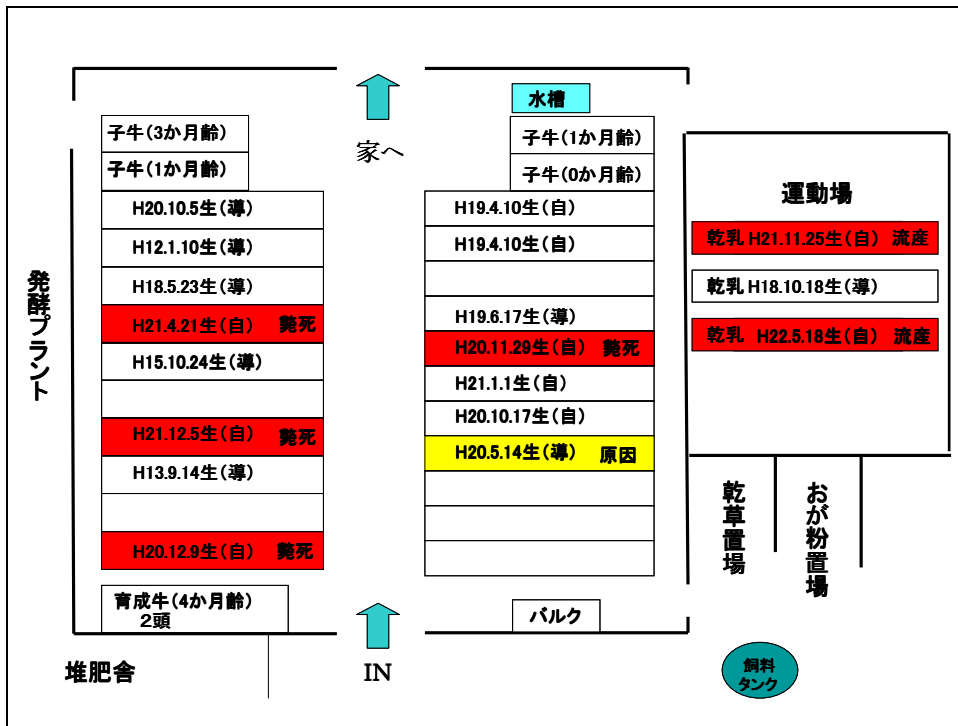 水槽
家へ
子牛(3か月齢)
子牛(1か月齢)
H20.10.5生(導)
H12.1.10生(導)
H18.5.23生(導)
H21.4.21生(自) 斃死
H15.10.24生(導)
H21.12.5生(自) 斃死
H13.9.14生(導)
H20.12.9生(自) 斃死
育成牛(4か月齢)
2頭
発酵プラント
堆肥舎
IN
子牛(1か月齢)
子牛(0か月齢)
H19.4.10生(自)
H19.4.10生(自)
H19.6.17生(導)
H20.11.29生(自) 斃死
H21.1.1生(自)
H20.10.17生(自)
H20.5.14生(導) 原因
バルク
運動場
乾乳 H21.11.25生(自) 流産
乾乳 H18.10.18生(導)
乾乳 H22.5.18生(自) 流産
乾草置場
おが粉置場
飼料
タンク